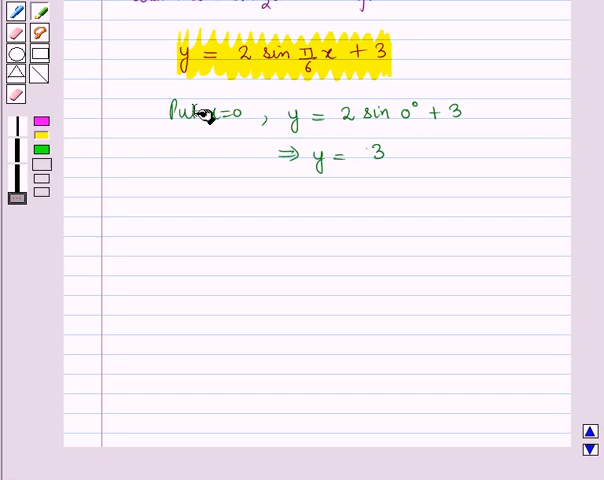 y = 2 sin π/6 x + 3
Put x=0 , y = 2 sin 0° + 3
⇒ y = 3